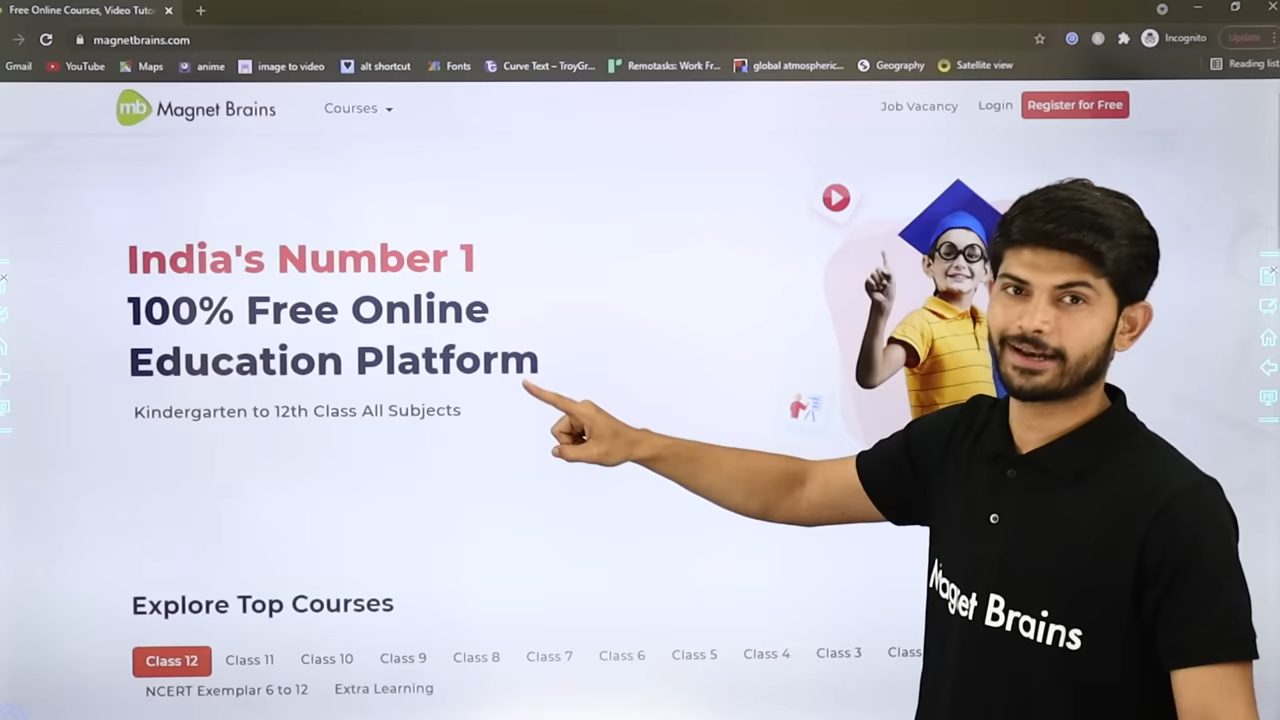 Free Online Courses, Video Tuto
magnetbrains.com
Incognito
Update
Gmail YouTube Maps anime image to video alt shortcut Fonts Curve Text – TroyGr... Remotasks: Work Fr... global atmospheric... Geography Satellite view Reading list
mb Magnet Brains Courses Job Vacancy Login Register for Free
India's Number 1
100% Free Online
Education Platform
Kindergarten to 12th Class All Subjects
Magnet Brains
Explore Top Courses
Class 12 Class 11 Class 10 Class 9 Class 8 Class 7 Class 6 Class 5 Class 4 Class 3 Class
NCERT Exemplar 6 to 12 Extra Learning